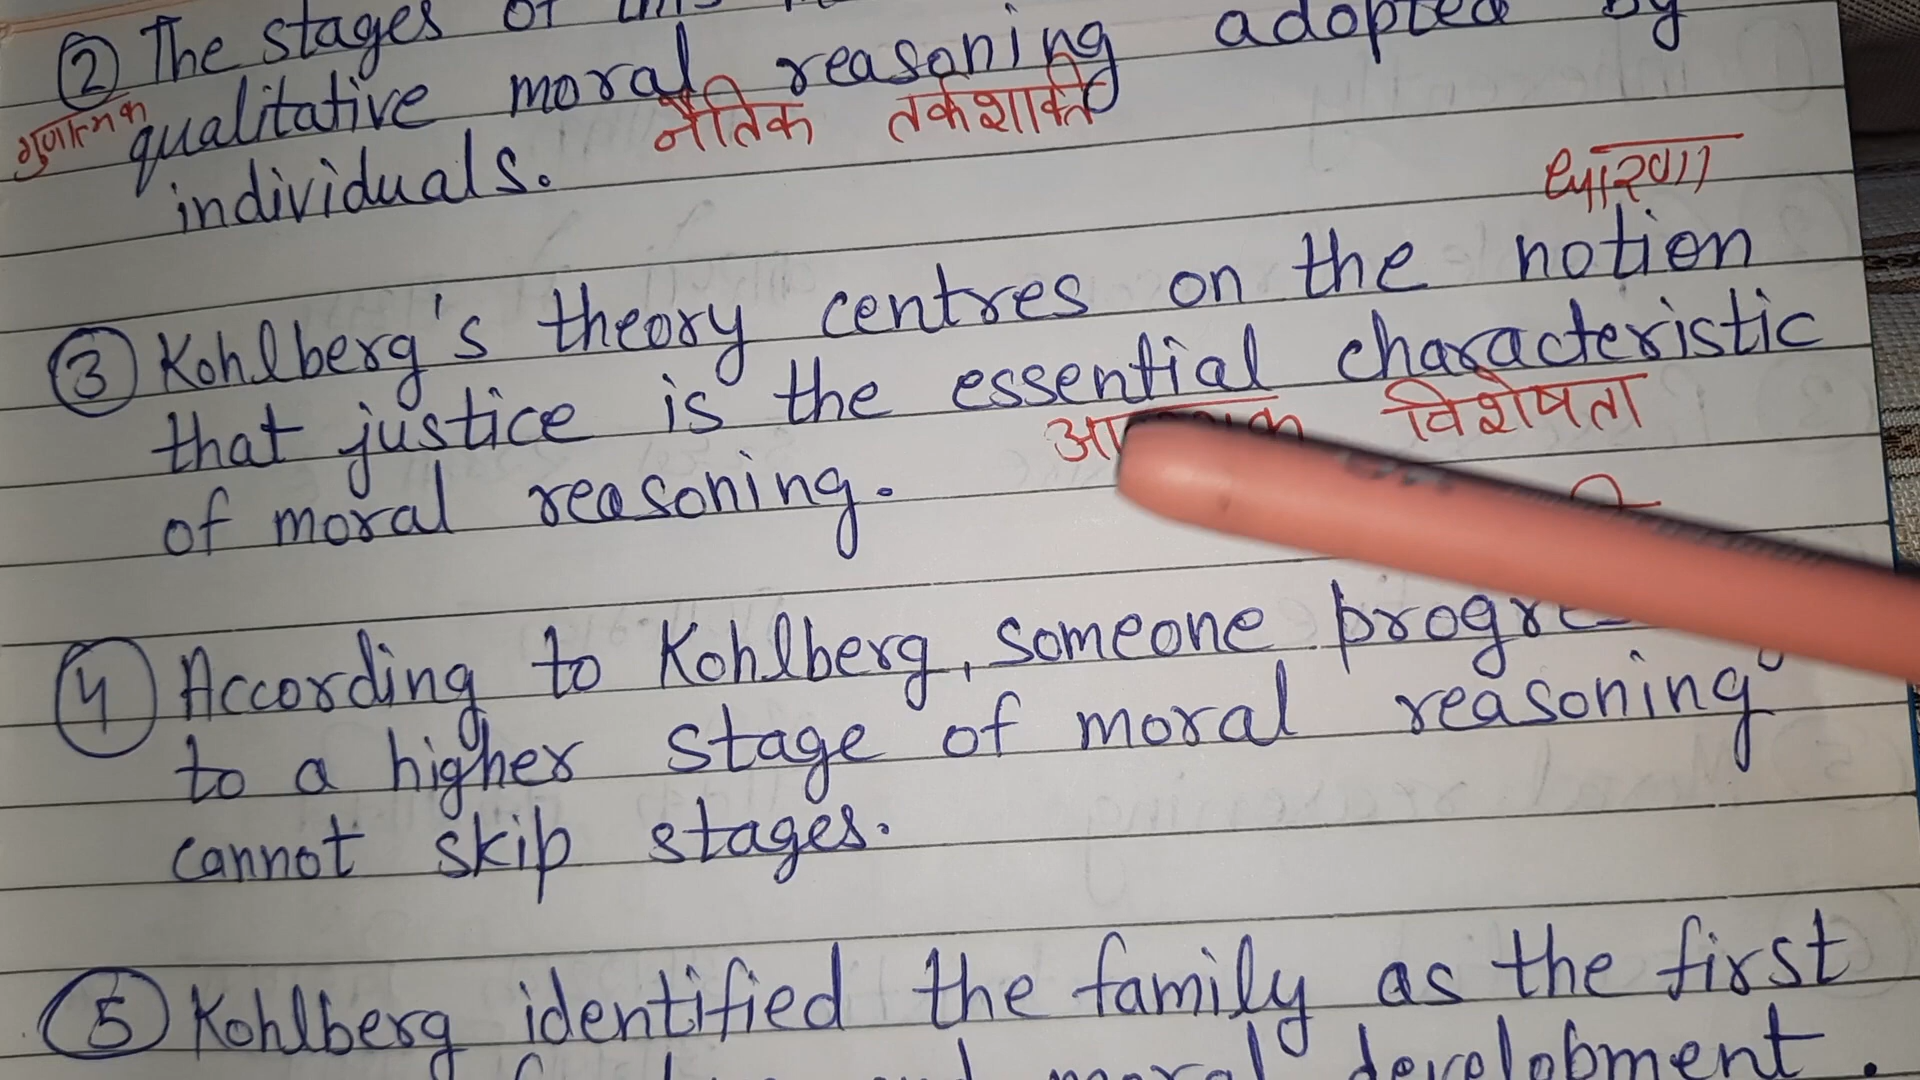 ② The stages of
qualitative moral reasoning adopted by
गुणात्मक नैतिक तर्कशक्ति
individuals.
धारणा
③ Kohlberg's theory centres on the notion
that justice is the essential characteristic
विशेषता
of moral reasoning.
④ According to Kohlberg, someone
to a higher stage of moral reasoning
cannot skip stages.
⑤ Kohlberg identified the family as the first
moral development.